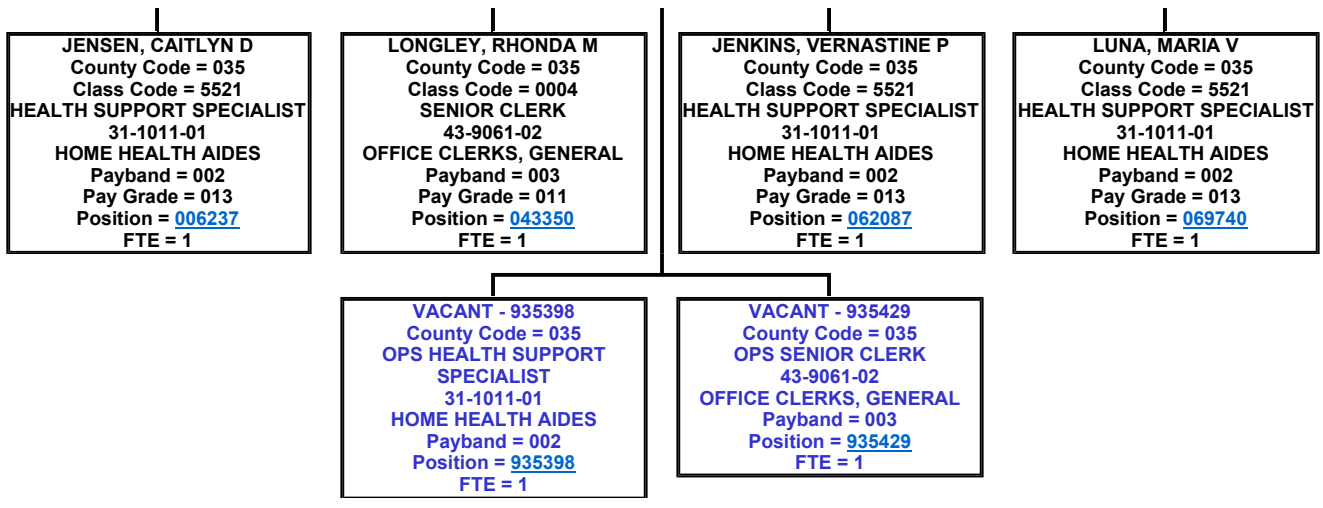 JENSEN, CAITLYN D
County Code = 035
Class Code = 5521
HEALTH SUPPORT SPECIALIST
31-1011-01
HOME HEALTH AIDES
Payband = 002
Pay Grade = 013
Position = 006237
FTE = 1
LONGLEY, RHONDA M
County Code = 035
Class Code = 0004
SENIOR CLERK
43-9061-02
OFFICE CLERKS, GENERAL
Payband = 003
Pay Grade = 011
Position = 043350
FTE = 1
JENKINS, VERNASTINE P
County Code = 035
Class Code = 5521
HEALTH SUPPORT SPECIALIST
31-1011-01
HOME HEALTH AIDES
Payband = 002
Pay Grade = 013
Position = 062087
FTE = 1
LUNA, MARIA V
County Code = 035
Class Code = 5521
HEALTH SUPPORT SPECIALIST
31-1011-01
HOME HEALTH AIDES
Payband = 002
Pay Grade = 013
Position = 069740
FTE = 1
VACANT - 935398
County Code = 035
OPS HEALTH SUPPORT
SPECIALIST
31-1011-01
HOME HEALTH AIDES
Payband = 002
Position = 935398
FTE = 1
VACANT - 935429
County Code = 035
OPS SENIOR CLERK
43-9061-02
OFFICE CLERKS, GENERAL
Payband = 003
Position = 935429
FTE = 1